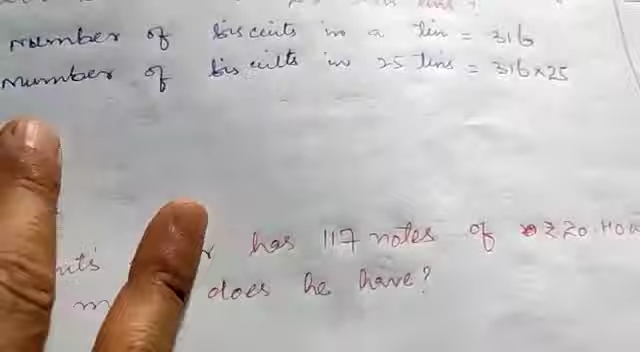 Number of biscuits in a tin = 316
Number of biscuits in 25 tins = 316×25
has 117 notes of ₹20. How
does he have?